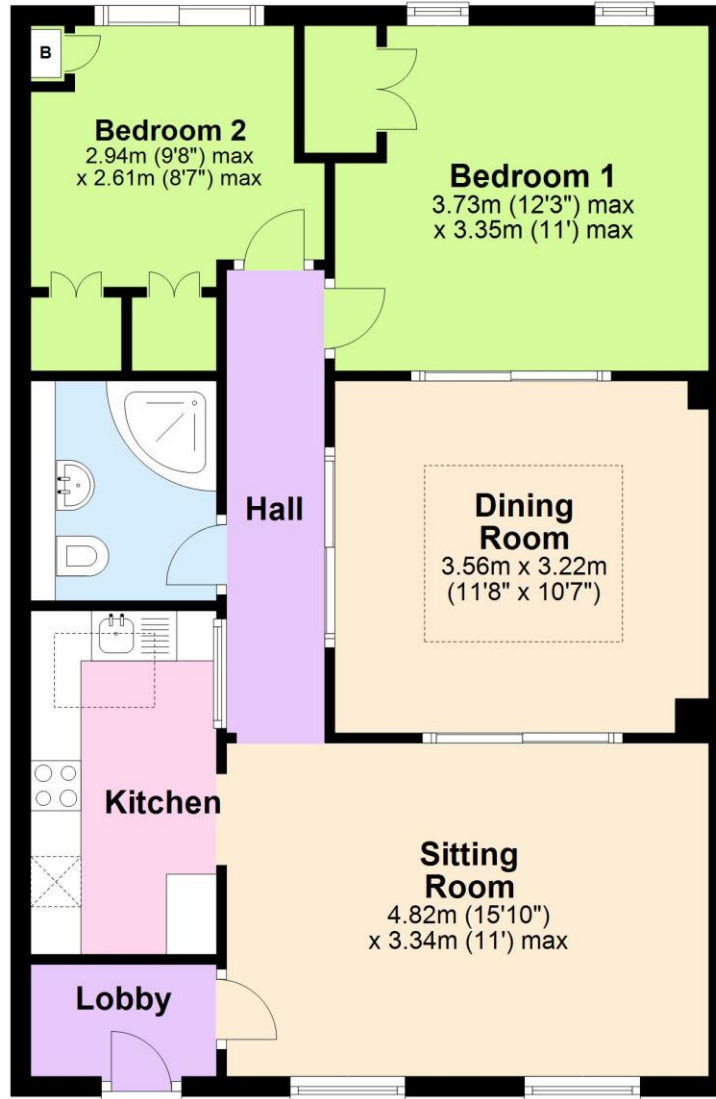 B
Bedroom 2
2.94m (9'8") max
x 2.61m (8'7") max
Bedroom 1
3.73m (12'3") max
x 3.35m (11') max
Hall
Dining
Room
3.56m x 3.22m
(11'8" x 10'7")
Kitchen
Sitting
Room
4.82m (15'10")
x 3.34m (11') max
Lobby